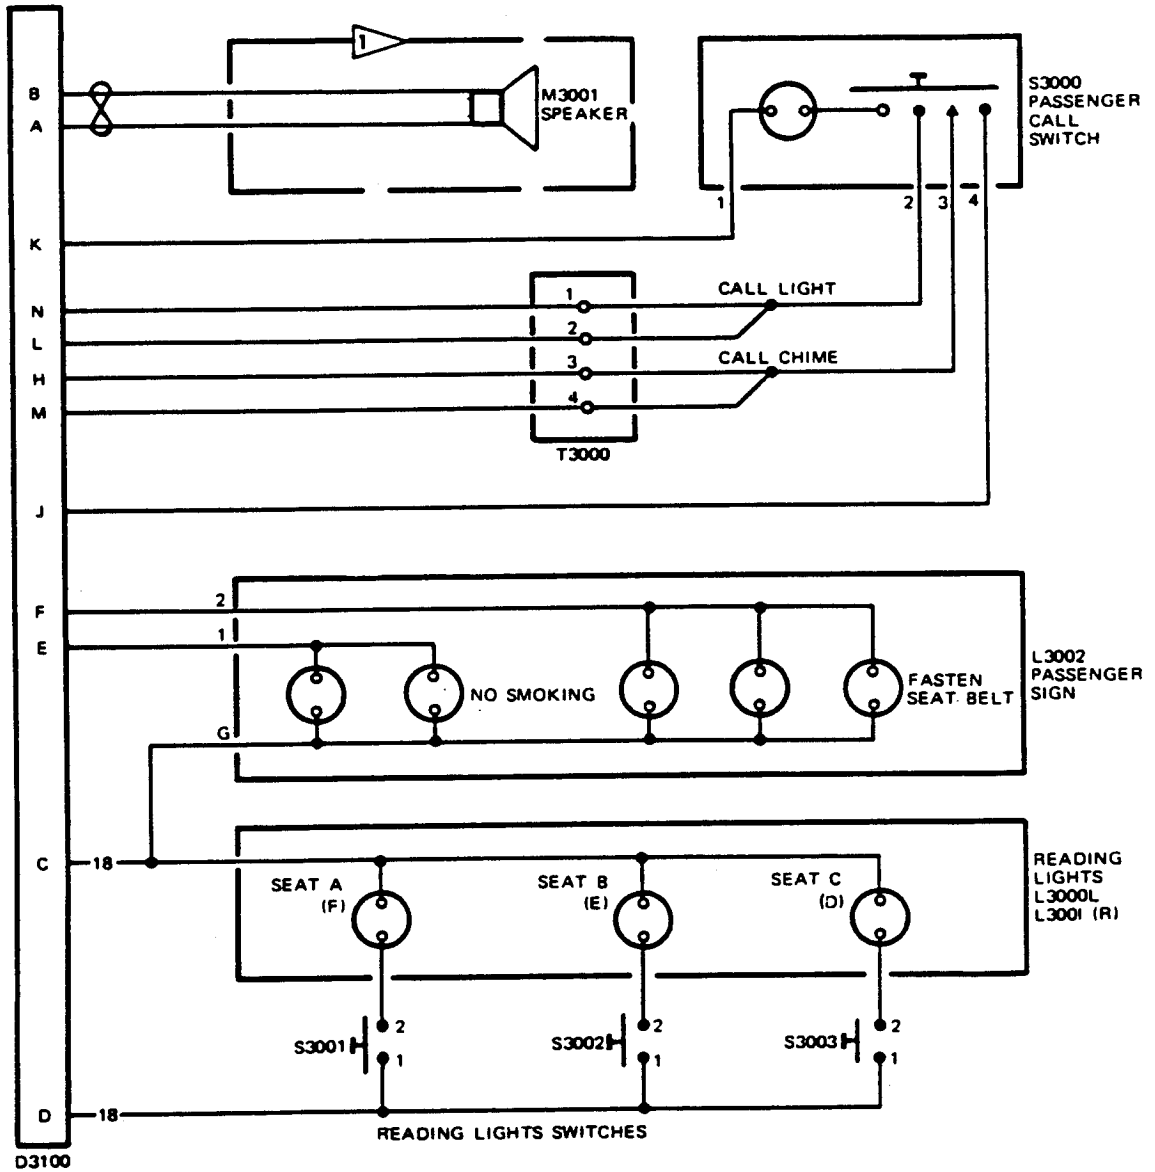 1
B
A
M3001
SPEAKER
S3000
PASSENGER
CALL
SWITCH
1
2
3
4
K
N
L
H
M
1
2
3
4
CALL LIGHT
CALL CHIME
T3000
J
F
E
2
1
G
NO SMOKING
FASTEN
SEAT BELT
L3002
PASSENGER
SIGN
C
18
SEAT A
(F)
SEAT B
(E)
SEAT C
(D)
READING
LIGHTS
L3000L
L3001 (R)
S3001
2
1
S3002
2
1
S3003
2
1
D
18
READING LIGHTS SWITCHES
D3100